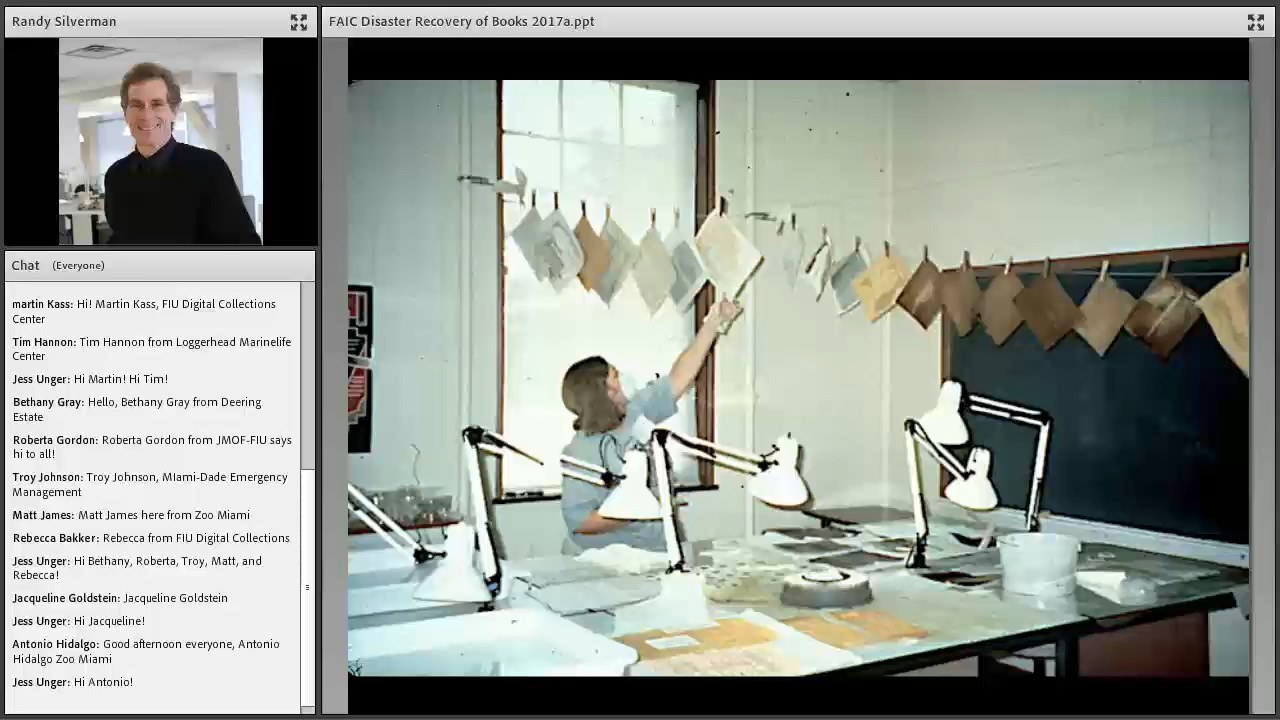 Randy Silverman
FAIC Disaster Recovery of Books 2017a.ppt
Chat (Everyone)
martin Kass: Hi! Martin Kass, FIU Digital Collections
Center
Tim Hannon: Tim Hannon from Loggerhead Marinelife
Center
Jess Unger: Hi Martin! Hi Tim!
Bethany Gray: Hello, Bethany Gray from Deering
Estate
Roberta Gordon: Roberta Gordon from JMOF-FIU says
hi to all!
Troy Johnson: Troy Johnson, MIami-Dade Emergency
Management
Matt James: Matt James here from Zoo Miami
Rebecca Bakker: Rebecca from FIU Digital Collections
Jess Unger: Hi Bethany, Roberta, Troy, Matt, and
Rebecca!
Jacqueline Goldstein: Jacqueline Goldstein
Jess Unger: Hi Jacqueline!
Antonio Hidalgo: Good afternoon everyone, Antonio
Hidalgo Zoo Miami
Jess Unger: Hi Antonio!